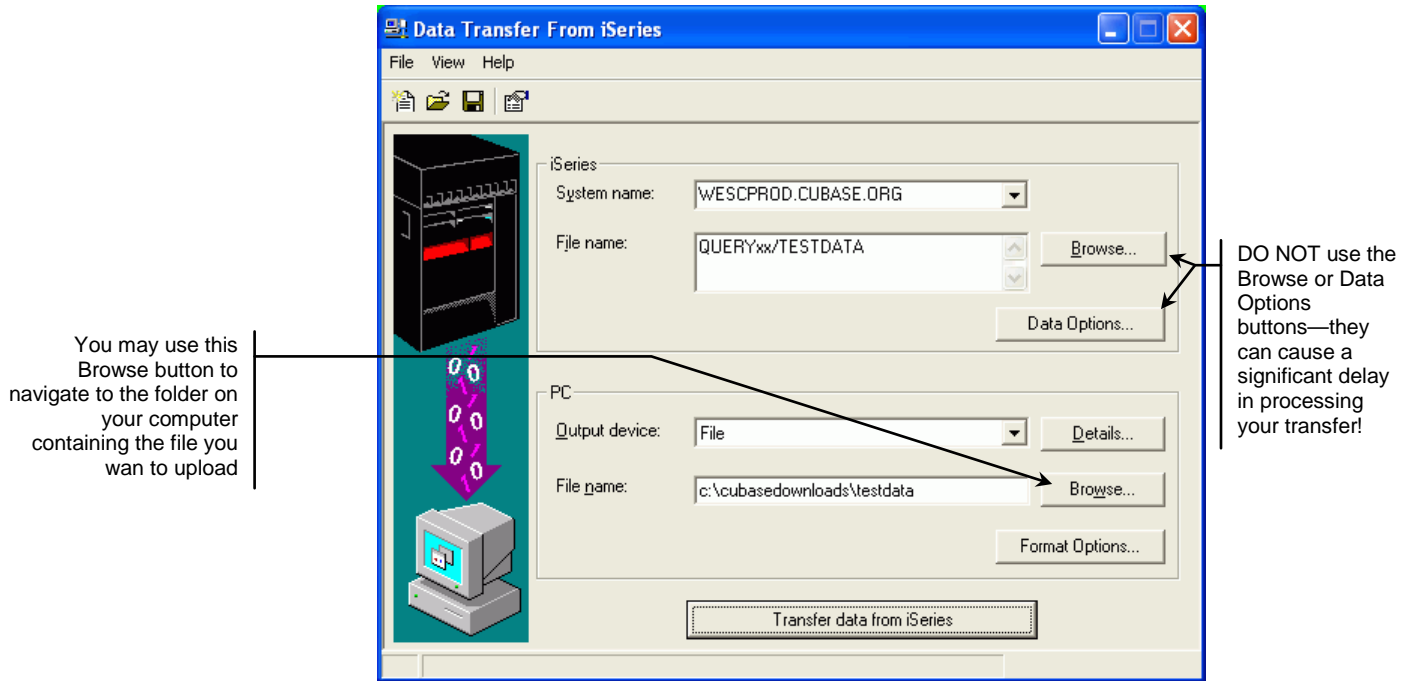 Data Transfer From iSeries
File View Help
iSeries
System name:
WESCPROD.CUBASE.ORG
File name:
QUERYxx/TESTDATA
Browse...
Data Options...
DO NOT use the
Browse or Data
Options
buttons—they
can cause a
significant delay
in processing
your transfer!
You may use this
Browse button to
navigate to the folder on
your computer
containing the file you
wan to upload
PC
Output device:
File
Details...
File name:
c:\cubasedownloads\testdata
Browse...
Format Options...
Transfer data from iSeries